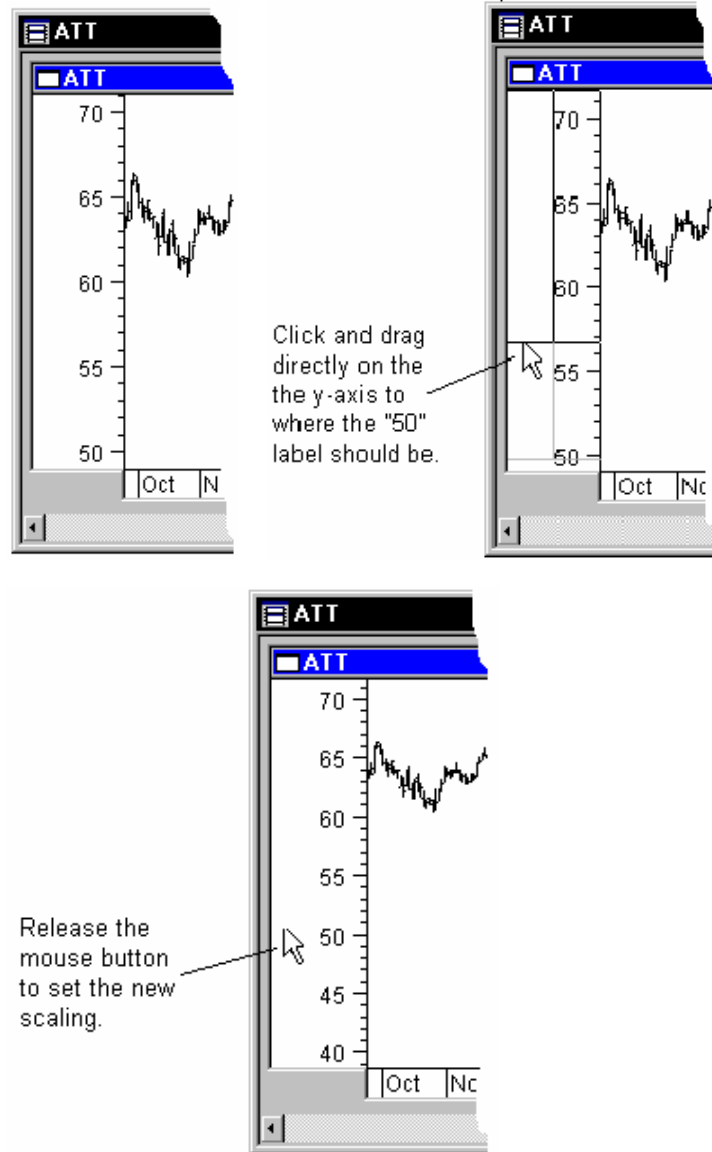 ATT
ATT
70
65
60
55
50
Oct N
ATT
ATT
70
65
60
55
50
Oct No
Click and drag
directly on the
the y-axis to
where the "50"
label should be.
ATT
ATT
70
65
60
55
50
45
40
Oct No
Release the
mouse button
to set the new
scaling.